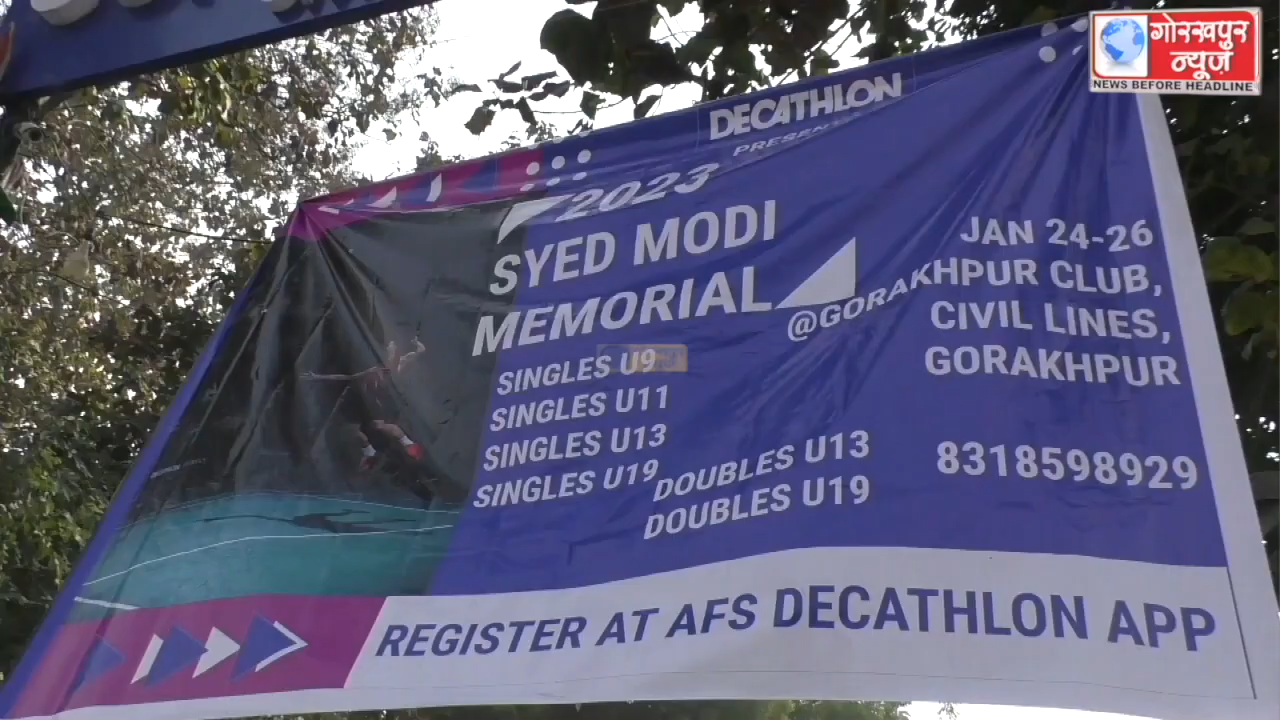 गोरखपुर
न्यूज़
NEWS BEFORE HEADLINE
DECATHLON
PRESENTS
2023
SYED MODI
MEMORIAL
SINGLES U9
SINGLES U11
SINGLES U13
SINGLES U19
DOUBLES U13
DOUBLES U19
JAN 24-26
@GORAKHPUR CLUB,
CIVIL LINES,
GORAKHPUR
8318598929
REGISTER AT AFS DECATHLON APP